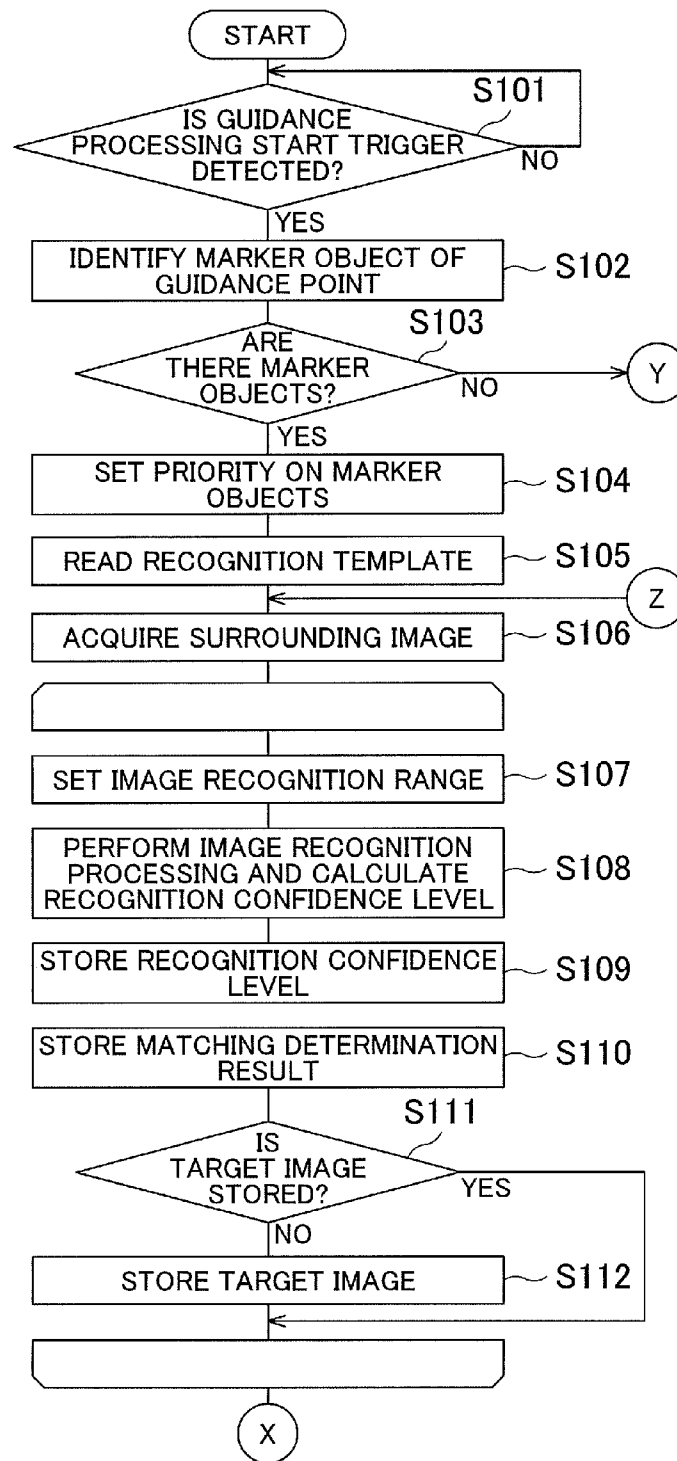 START
S101
IS GUIDANCE
PROCESSING START TRIGGER
DETECTED?
NO
YES
IDENTIFY MARKER OBJECT OF
GUIDANCE POINT
S102
S103
ARE
THERE MARKER
OBJECTS?
NO
Y
YES
SET PRIORITY ON MARKER
OBJECTS
S104
READ RECOGNITION TEMPLATE
S105
Z
ACQUIRE SURROUNDING IMAGE
S106
SET IMAGE RECOGNITION RANGE
S107
PERFORM IMAGE RECOGNITION
PROCESSING AND CALCULATE
RECOGNITION CONFIDENCE LEVEL
S108
STORE RECOGNITION CONFIDENCE
LEVEL
S109
STORE MATCHING DETERMINATION
RESULT
S110
S111
IS
TARGET IMAGE
STORED?
YES
NO
STORE TARGET IMAGE
S112
X